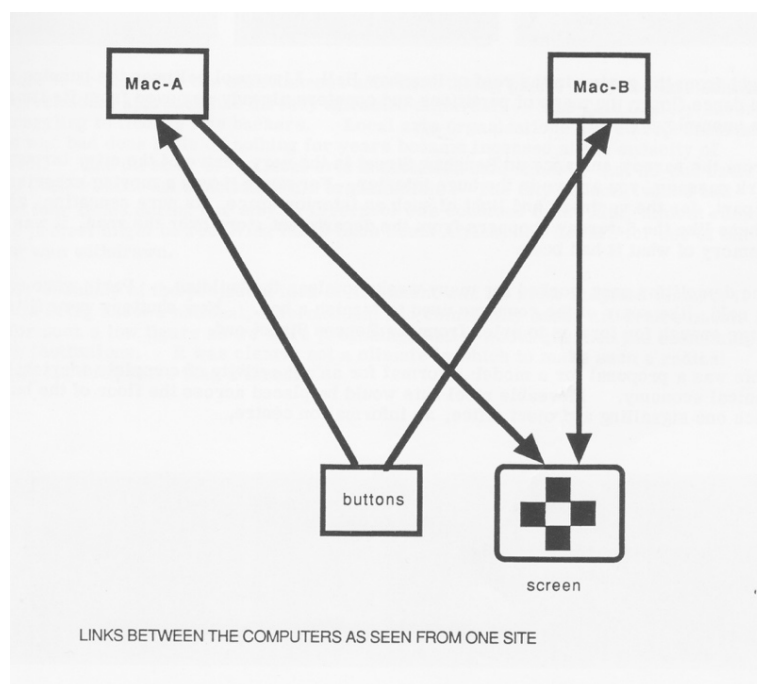 Mac-A
Mac-B
buttons
screen
LINKS BETWEEN THE COMPUTERS AS SEEN FROM ONE SITE